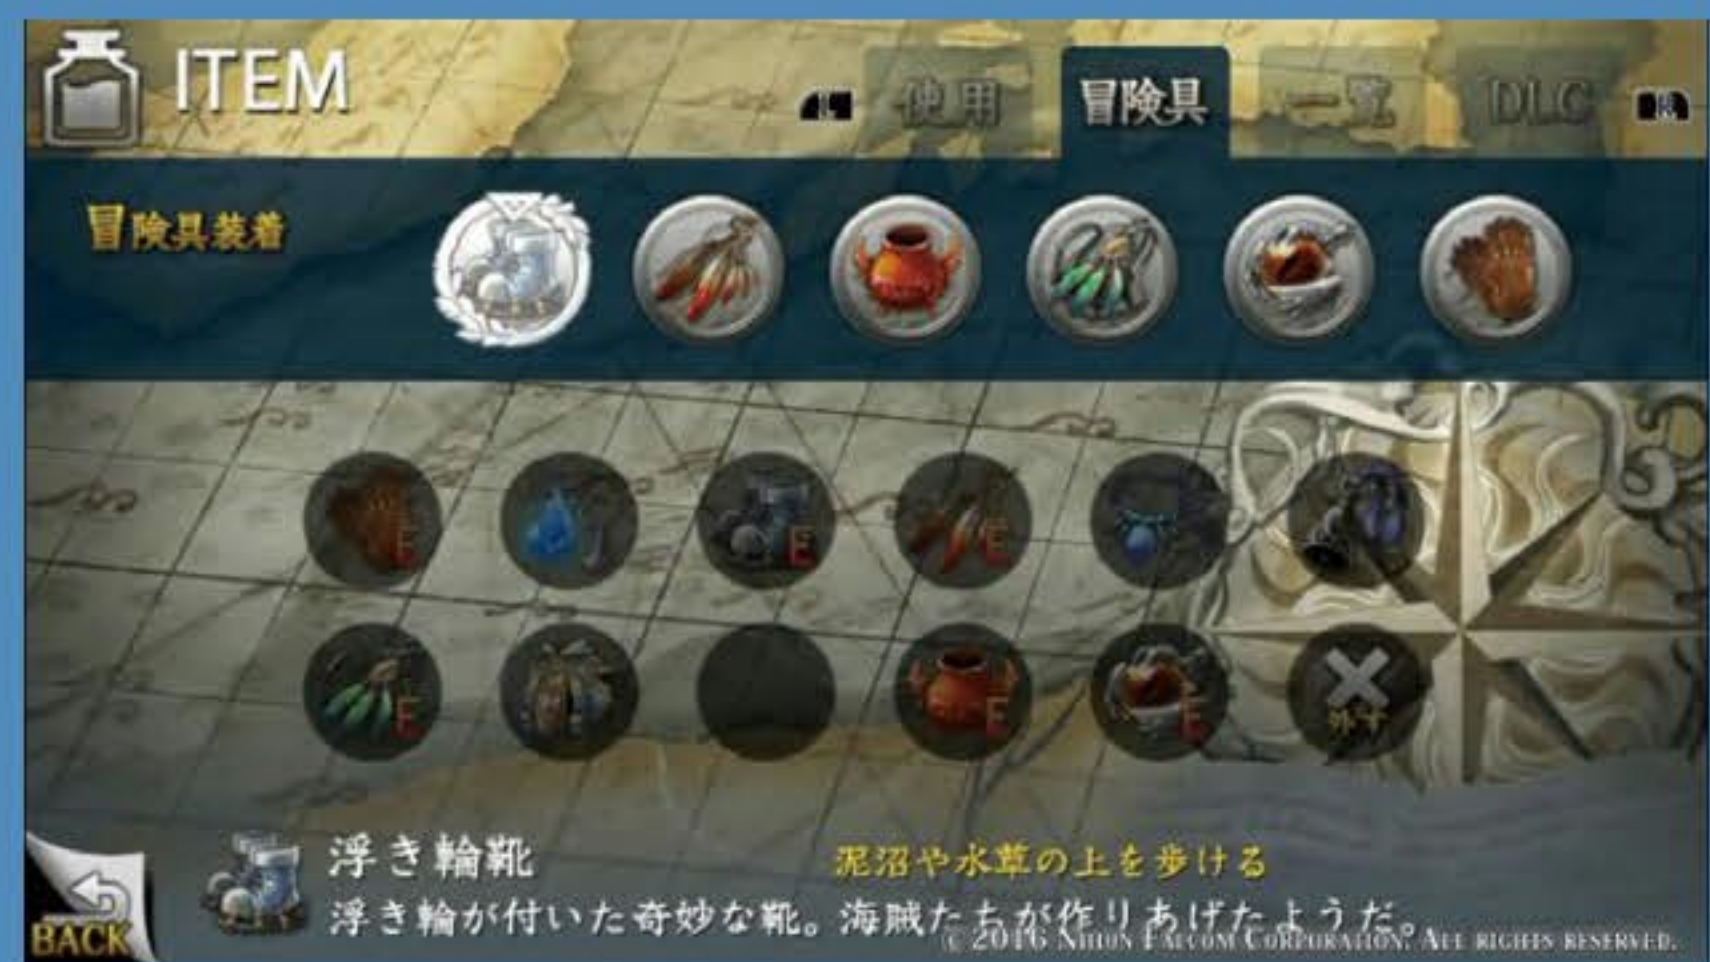 ITEM
L 使用 冒険具 一覧 DLC R
冒険具装着
E E E
E E E
外す
浮き輪靴 泥沼や水草の上を歩ける
浮き輪が付いた奇妙な靴。海賊たちが作りあげたようだ。
BACK
© 2016 NIHON FALCOM CORPORATION. ALL RIGHTS RESERVED.